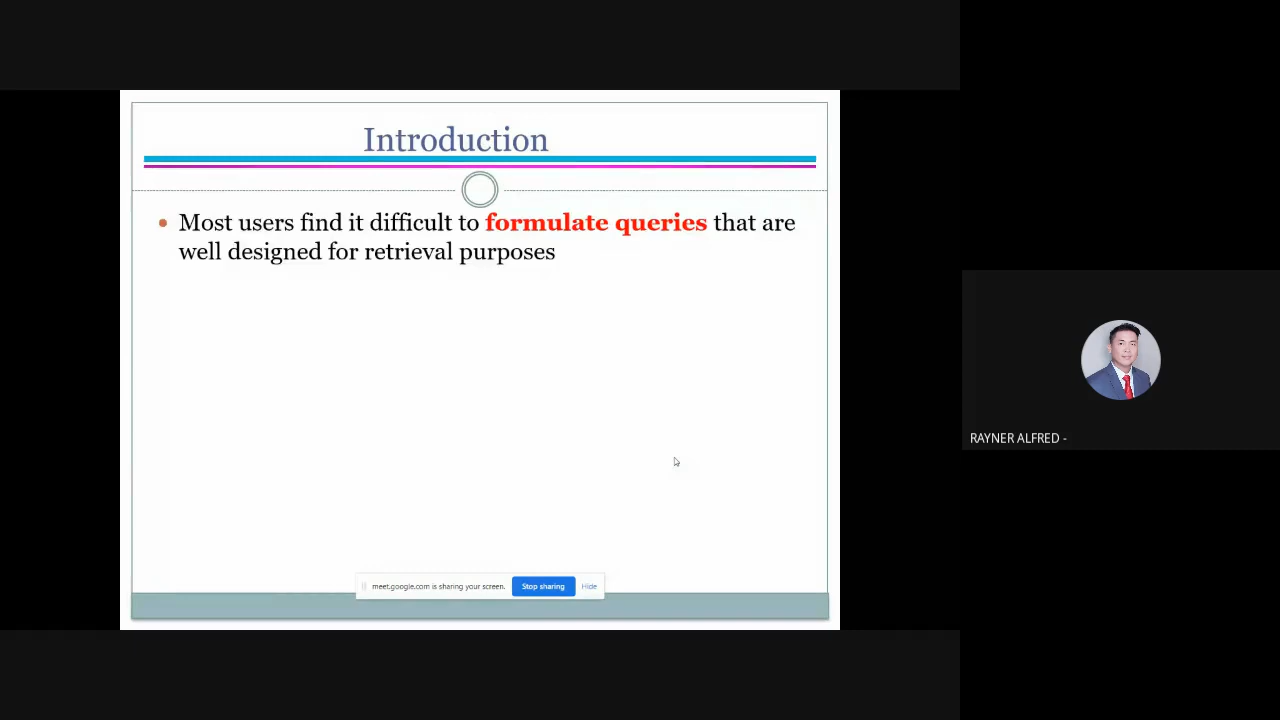 Introduction
Most users find it difficult to formulate queries that are
well designed for retrieval purposes
meet.google.com is sharing your screen. Stop sharing Hide
RAYNER ALFRED -